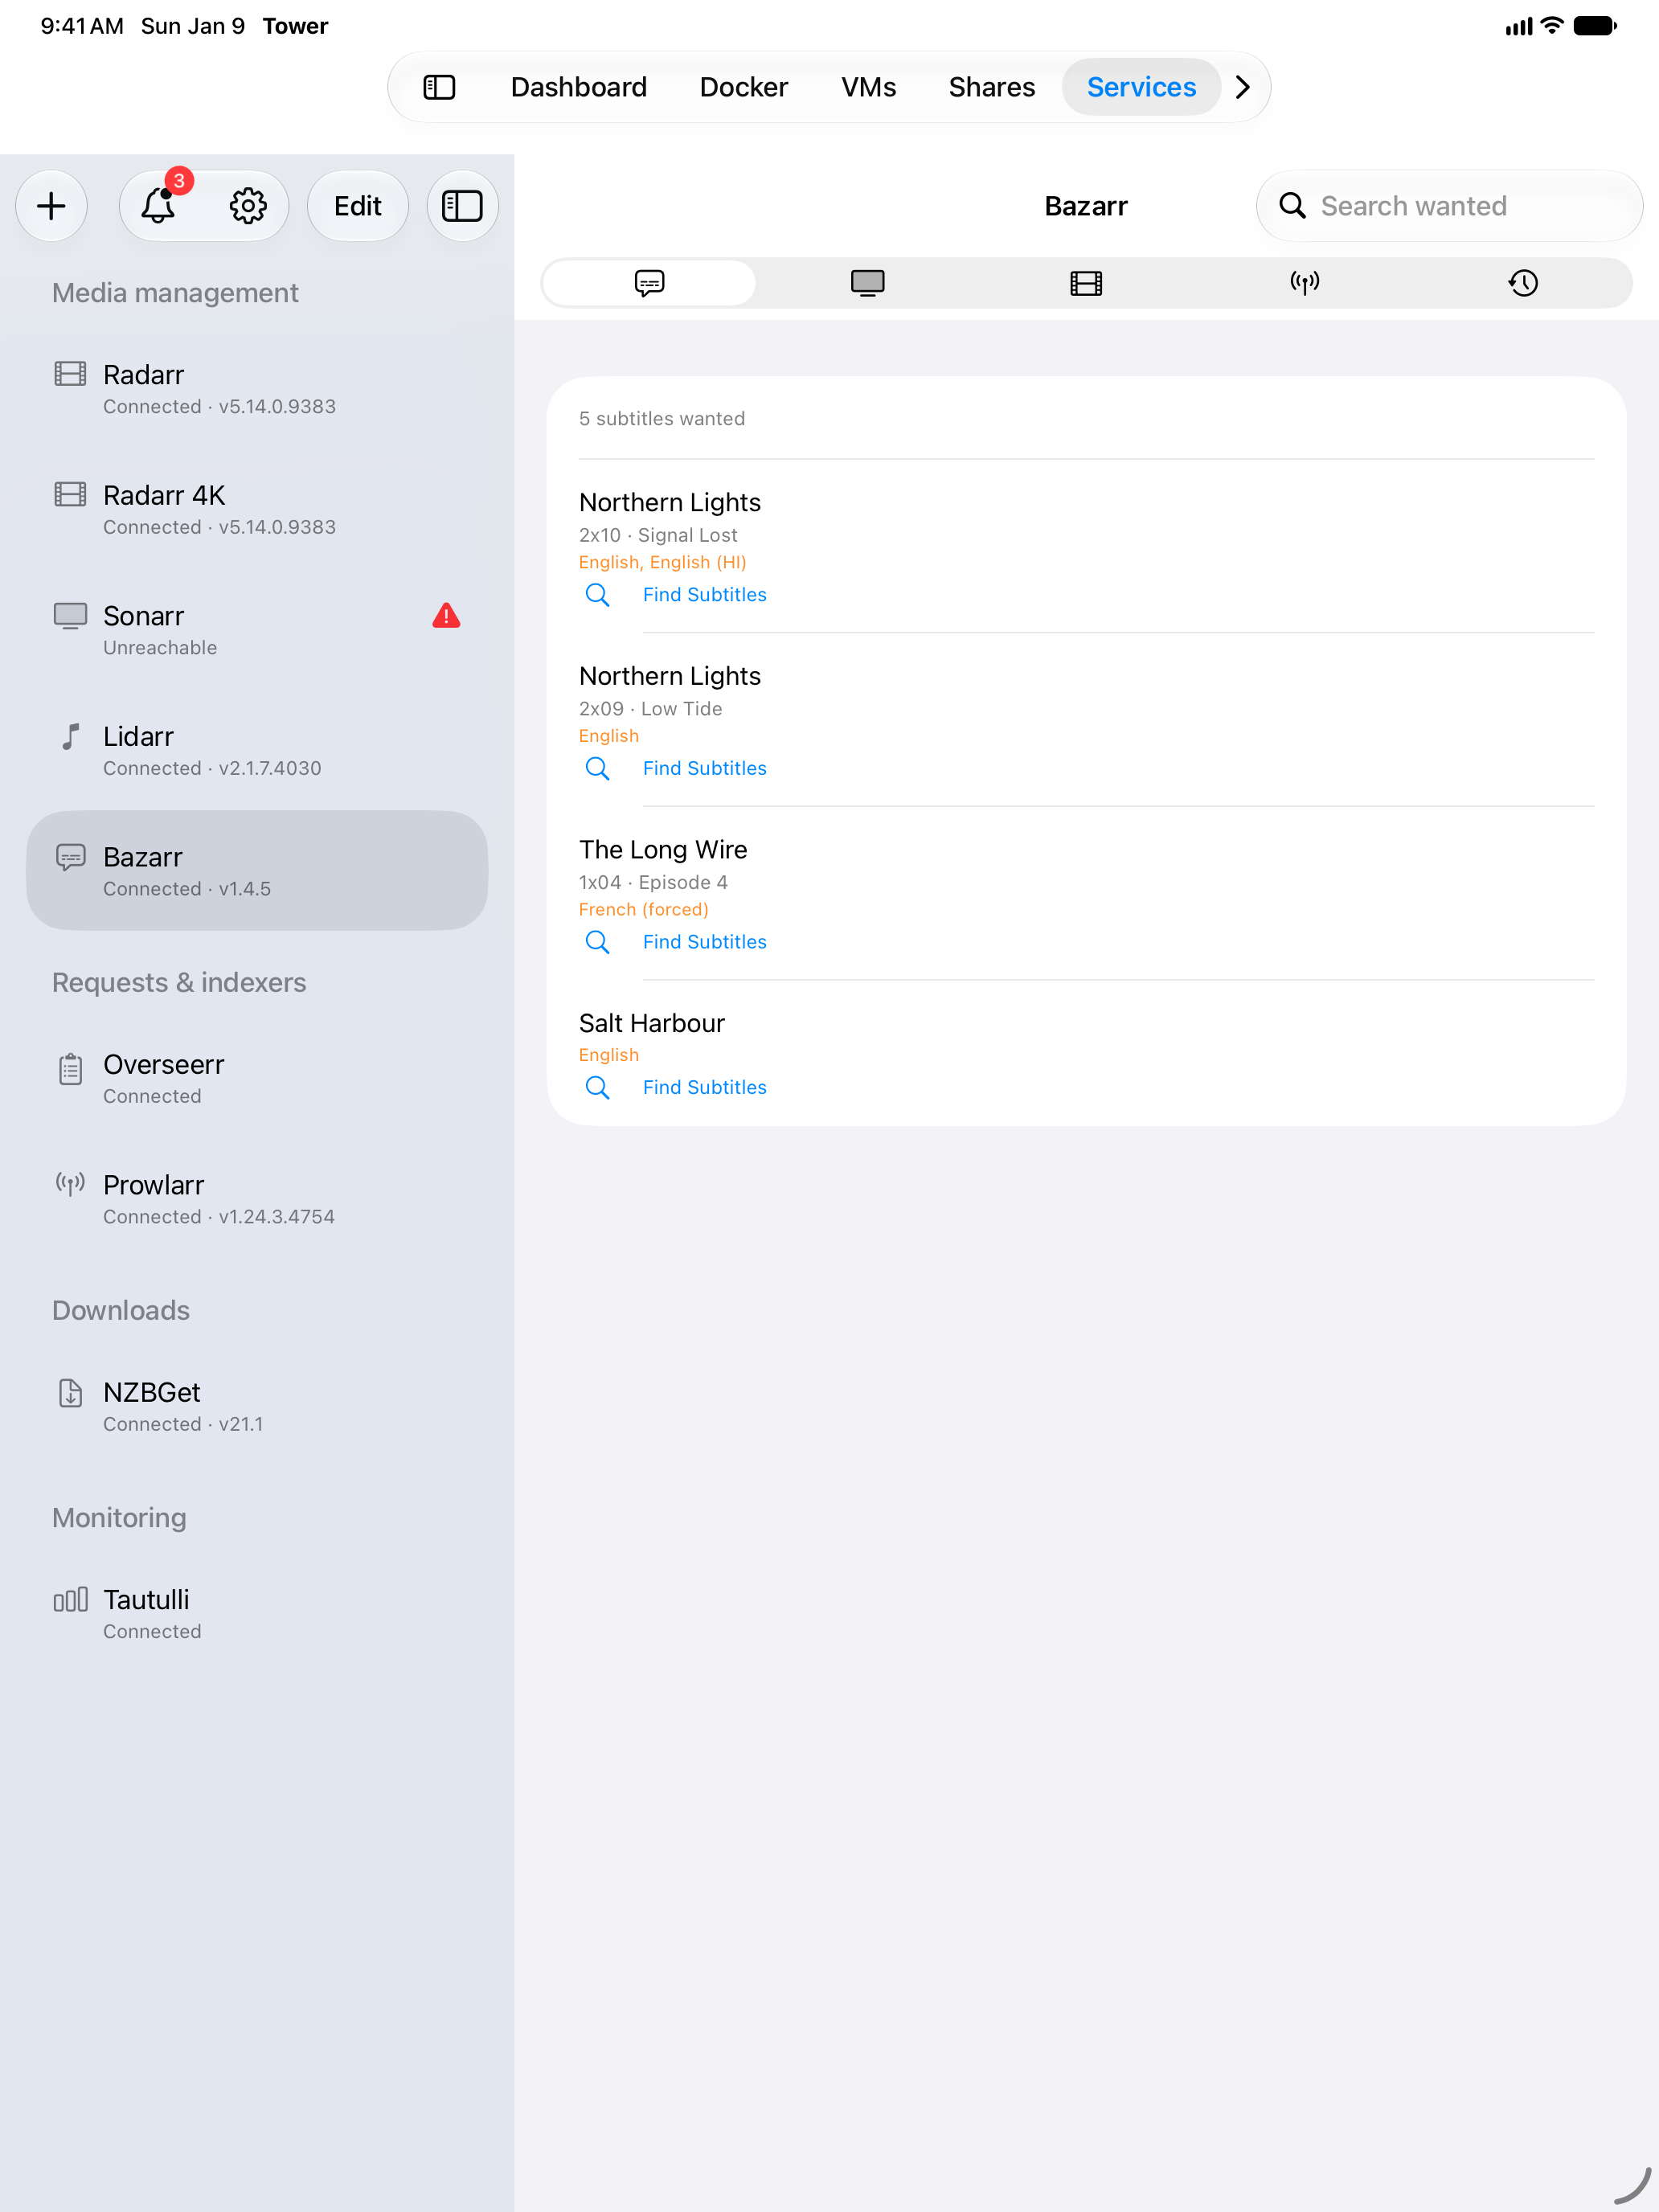 9:41 AM Sun Jan 9 Tower
Dashboard Docker VMs Shares Services
3
Edit
Media management
Radarr
Connected · v5.14.0.9383
Radarr 4K
Connected · v5.14.0.9383
Sonarr
Unreachable
Lidarr
Connected · v2.1.7.4030
Bazarr
Connected · v1.4.5
Requests & indexers
Overseerr
Connected
Prowlarr
Connected · v1.24.3.4754
Downloads
NZBGet
Connected · v21.1
Monitoring
Tautulli
Connected
Bazarr
Search wanted
5 subtitles wanted
Northern Lights
2x10 · Signal Lost
English, English (HI)
Find Subtitles
Northern Lights
2x09 · Low Tide
English
Find Subtitles
The Long Wire
1x04 · Episode 4
French (forced)
Find Subtitles
Salt Harbour
English
Find Subtitles